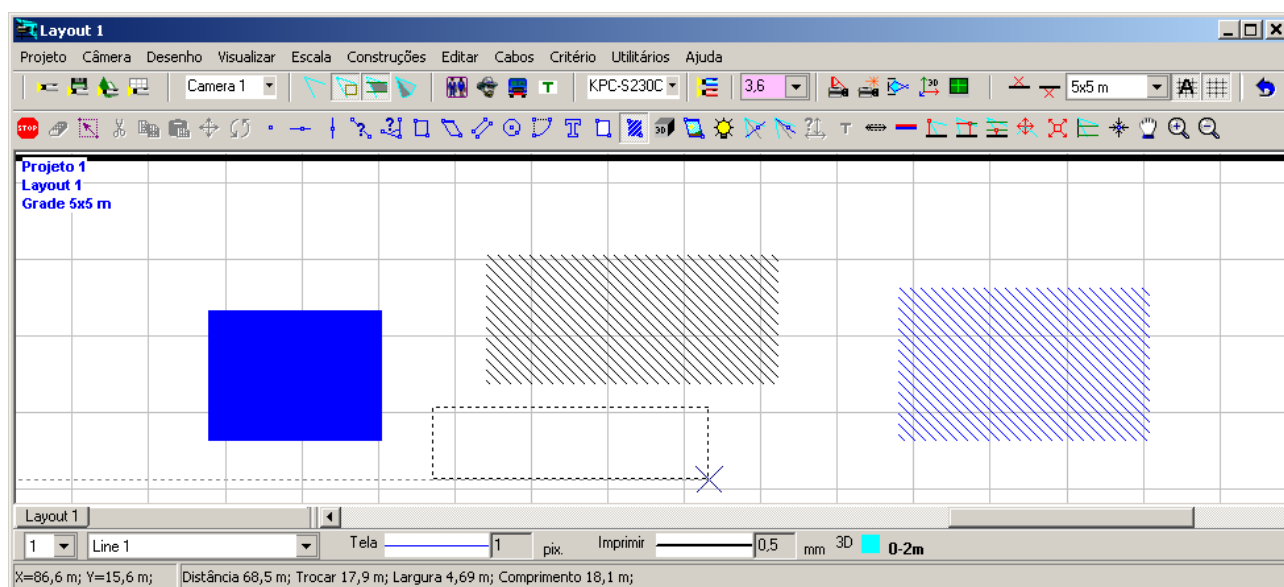 Layout 1
Projeto Câmera Desenho Visualizar Escala Construções Editar Cabos Critério Utilitários Ajuda
Camera 1 T KPC-S230C 3,6 3D 5x5 m
STOP 3D T
Projeto 1
Layout 1
Grade 5x5 m
Layout 1
1 Line 1 Tela 1 pix. Imprimir 0,5 mm 3D 0-2m
X=86,6 m; Y=15,6 m; Distância 68,5 m; Trocar 17,9 m; Largura 4,69 m; Comprimento 18,1 m;